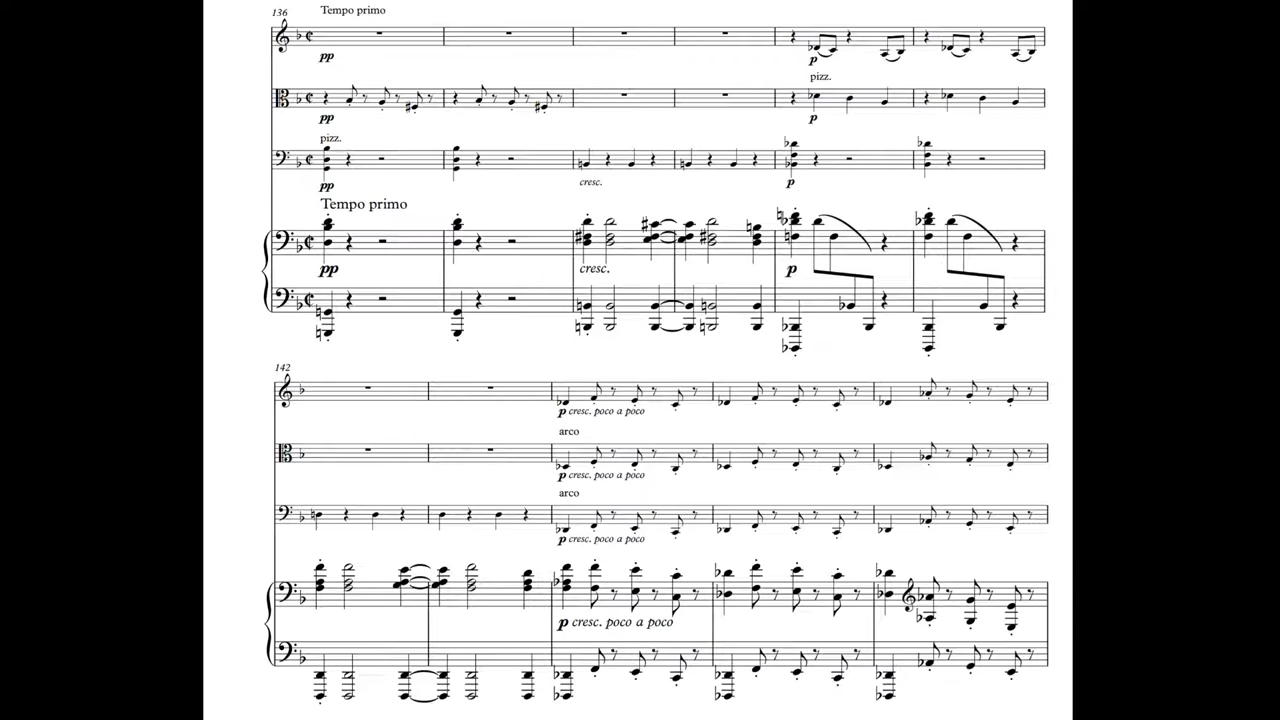 136
Tempo primo
pp
pizz.
pp
pizz.
pp
cresc.
p
p
p
Tempo primo
pp
cresc.
p
142
p cresc. poco a poco
arco
p cresc. poco a poco
arco
p cresc. poco a poco
p cresc. poco a poco